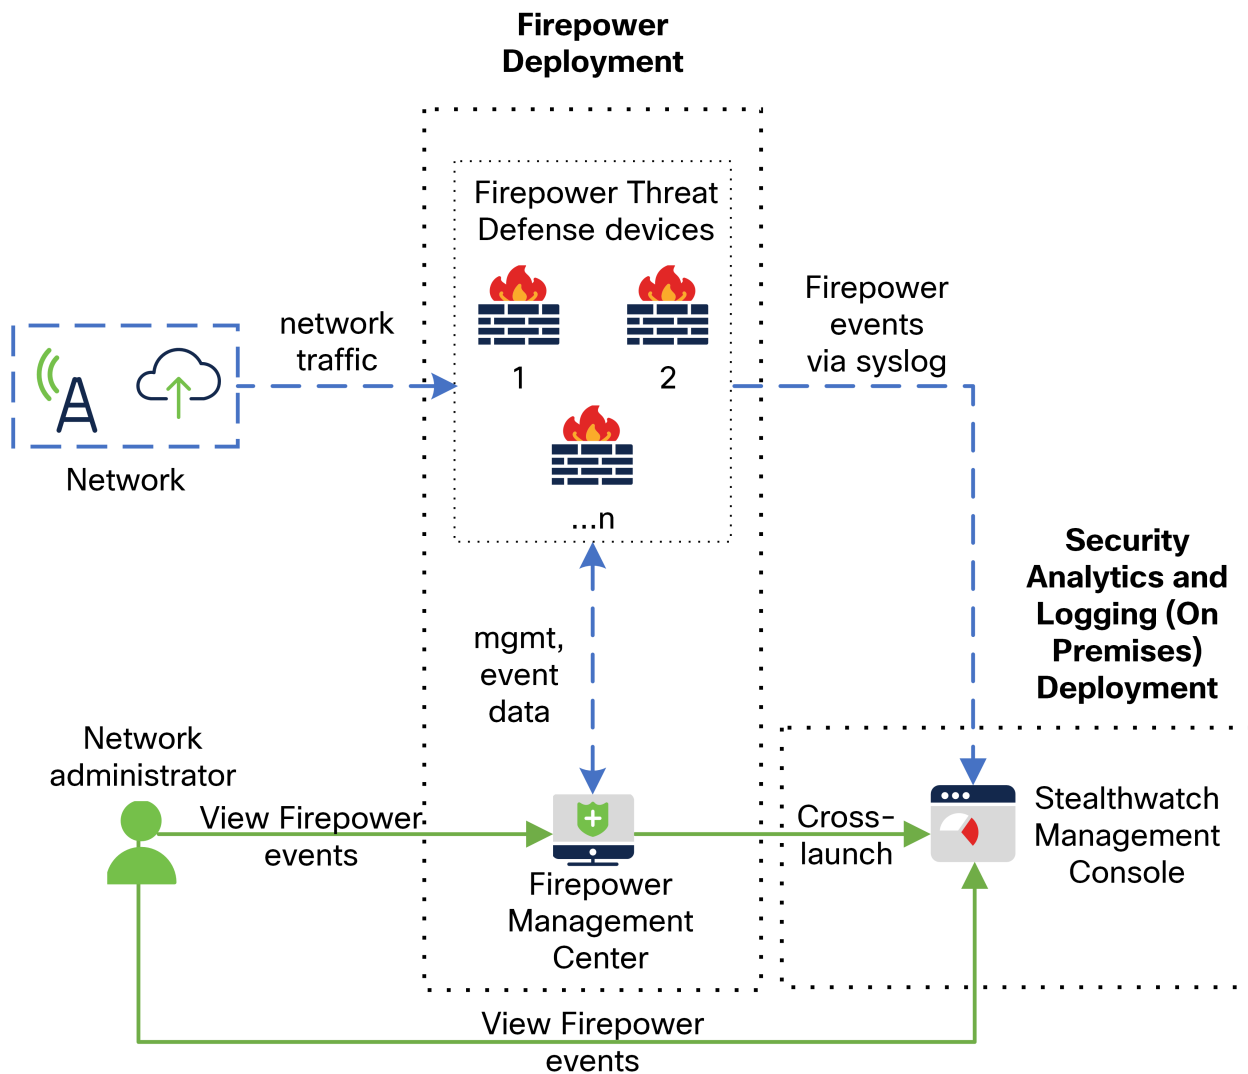 Firepower
Deployment
Firepower Threat
Defense devices
1
2
...n
network
traffic
Network
Firepower
events
via syslog
mgmt,
event
data
Security
Analytics and
Logging (On
Premises)
Deployment
Network
administrator
View Firepower
events
Cross-
launch
Stealthwatch
Management
Console
Firepower
Management
Center
View Firepower
events